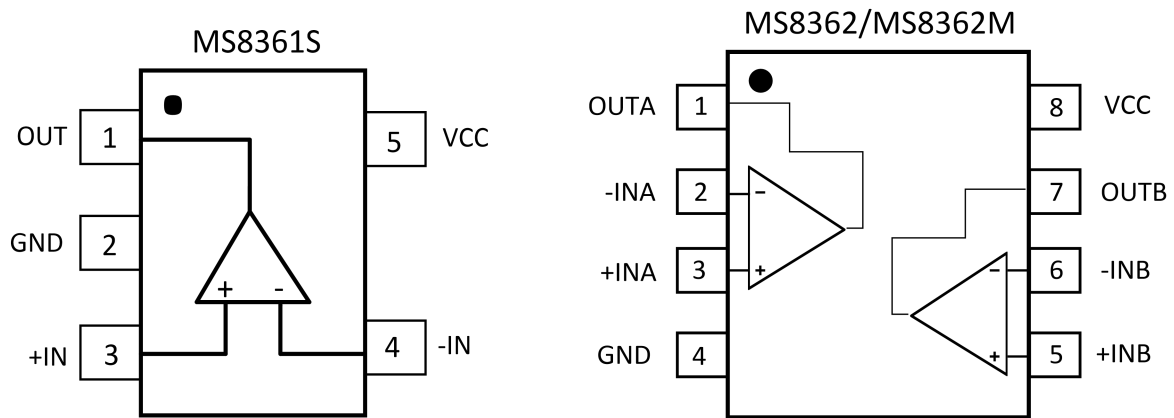 MS8361S
OUT 1
5 VCC
GND 2
+IN 3
+ -
4 -IN
MS8362/MS8362M
OUTA 1
8 VCC
-INA 2 -
7 OUTB
+INA 3 +
- 6 -INB
GND 4
+ 5 +INB